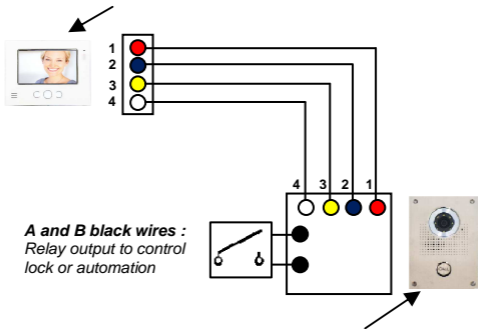 1
2
3
4
4 3 2 1
A and B black wires :
Relay output to control
lock or automation